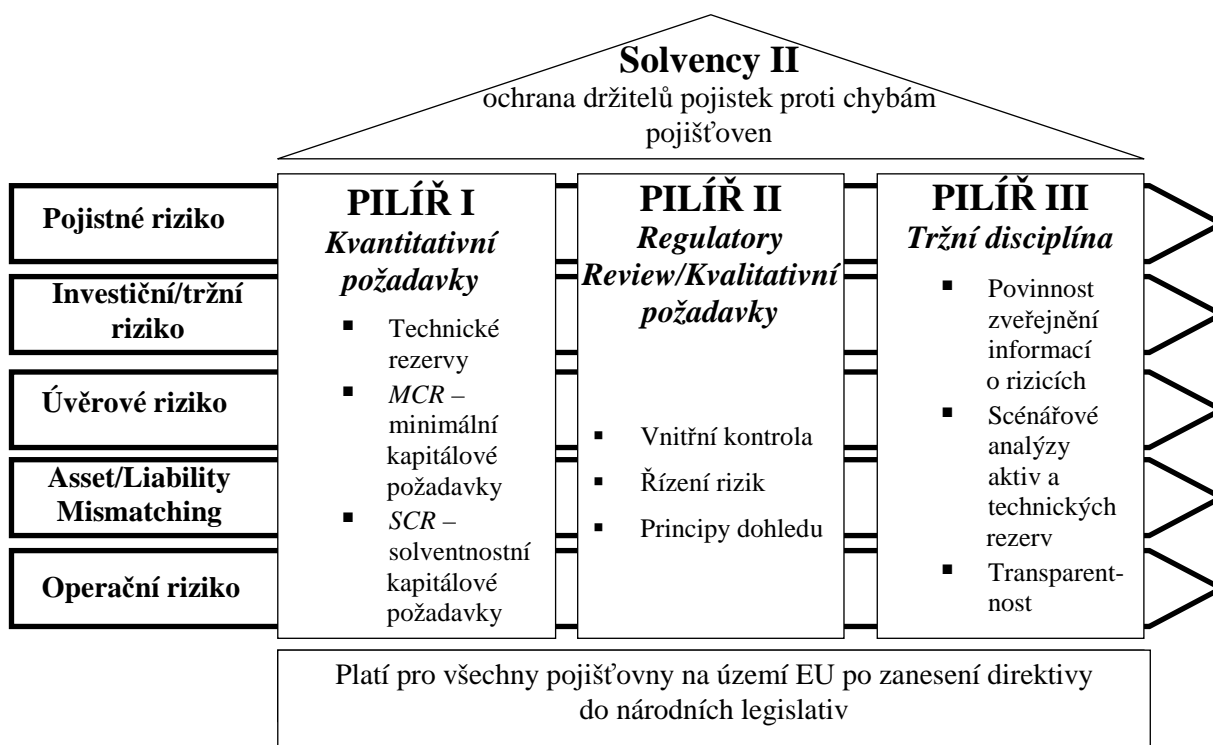 Solvency II
ochrana držitelů pojistek proti chybám
pojišťoven
Pojistné riziko
Investiční/tržní
riziko
Úvěrové riziko
Asset/Liability
Mismatching
Operační riziko
PILÍŘ I
Kvantitativní
požadavky
▪ Technické
rezervy
▪ MCR –
minimální
kapitálové
požadavky
▪ SCR –
solventnostní
kapitálové
požadavky
PILÍŘ II
Regulatory
Review/Kvalitativní
požadavky
▪ Vnitřní kontrola
▪ Řízení rizik
▪ Principy dohledu
PILÍŘ III
Tržní disciplína
▪ Povinnost
zveřejnění
informací
o rizicích
▪ Scénářové
analýzy
aktiv a
technických
rezerv
▪ Transparent-
nost
Platí pro všechny pojišťovny na území EU po zanesení direktivy
do národních legislativ